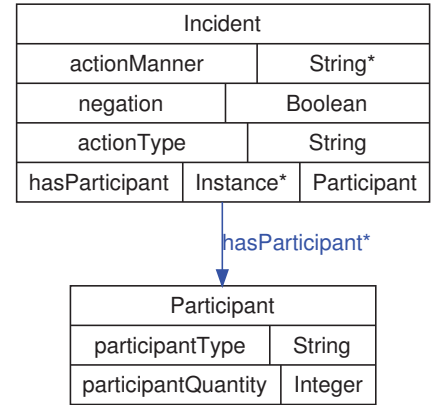 Incident
actionManner String*
negation Boolean
actionType String
hasParticipant Instance* Participant
hasParticipant*
Participant
participantType String
participantQuantity Integer